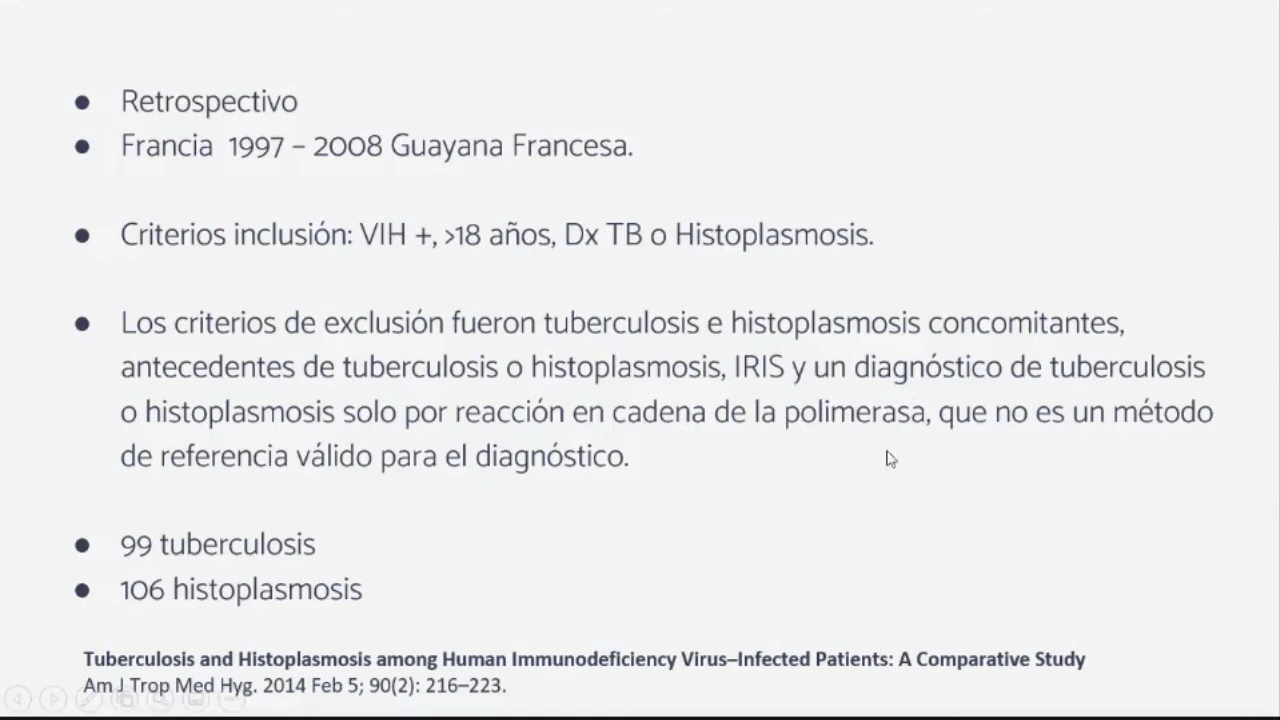 ● Retrospectivo
● Francia 1997 – 2008 Guayana Francesa.
● Criterios inclusión: VIH +, >18 años, Dx TB o Histoplasmosis.
● Los criterios de exclusión fueron tuberculosis e histoplasmosis concomitantes,
antecedentes de tuberculosis o histoplasmosis, IRIS y un diagnóstico de tuberculosis
o histoplasmosis solo por reacción en cadena de la polimerasa, que no es un método
de referencia válido para el diagnóstico.
● 99 tuberculosis
● 106 histoplasmosis
Tuberculosis and Histoplasmosis among Human Immunodeficiency Virus–Infected Patients: A Comparative Study
Am J Trop Med Hyg. 2014 Feb 5; 90(2): 216–223.